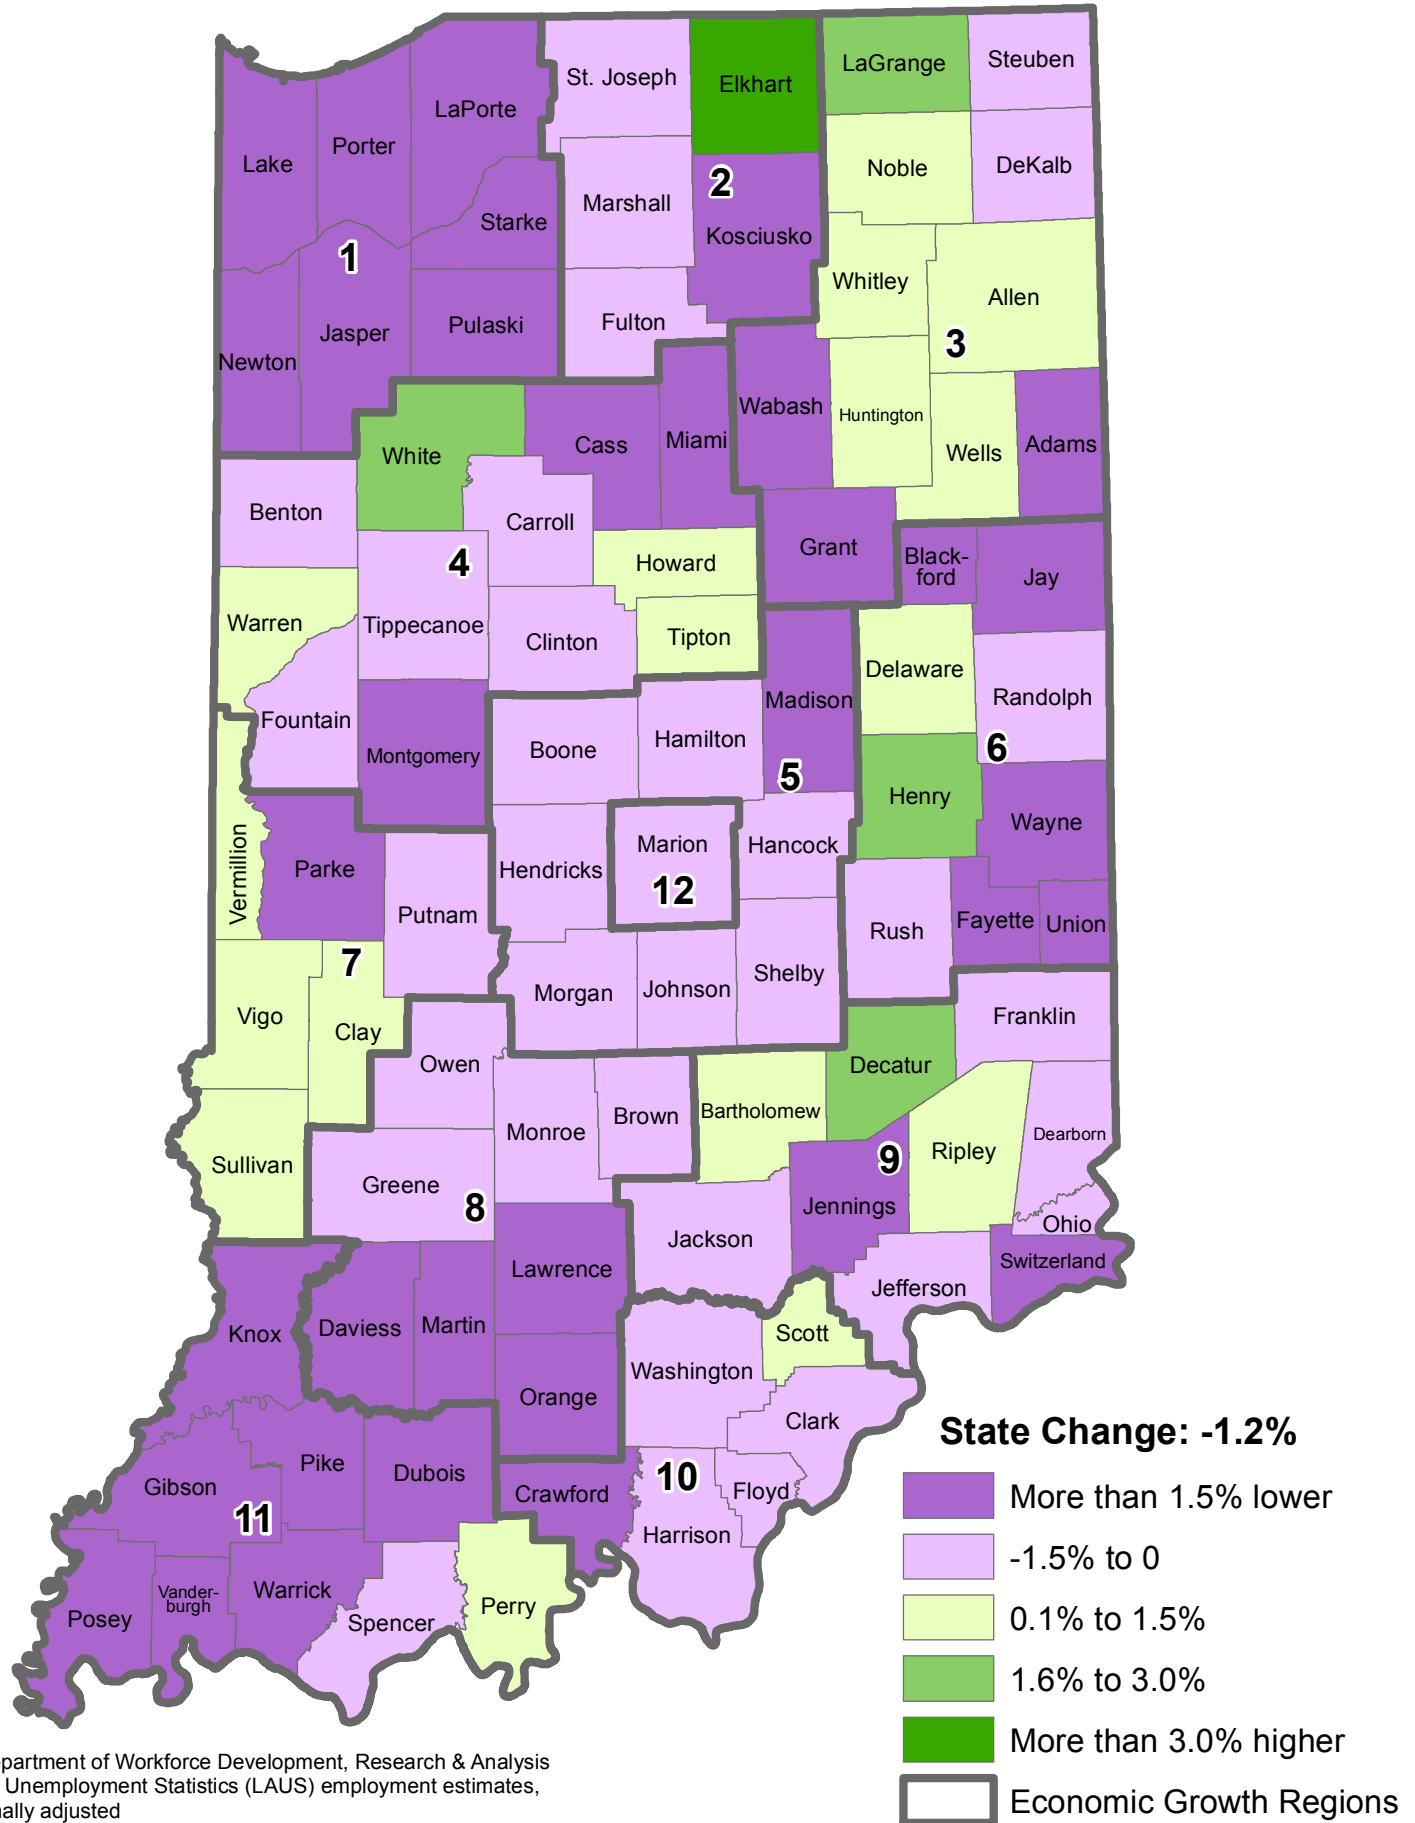 St. Joseph
Elkhart
LaGrange
Steuben
LaPorte
Porter
Lake
Noble
DeKalb
2
Marshall
Starke
Kosciusko
1
Whitley
Allen
Jasper
Pulaski
Fulton
3
Newton
Wabash
Huntington
White
Cass
Miami
Wells
Adams
Benton
Carroll
Grant
Black-
ford
Jay
4
Howard
Warren
Tippecanoe
Clinton
Tipton
Delaware
Randolph
Madison
Fountain
Montgomery
Boone
Hamilton
6
5
Henry
Wayne
Vermillion
Parke
Hendricks
Marion
12
Hancock
Putnam
Rush
Fayette
Union
7
Morgan
Johnson
Shelby
Vigo
Clay
Franklin
Owen
Decatur
Monroe
Brown
Bartholomew
Dearborn
Sullivan
Greene
8
9
Ripley
Jennings
Jackson
Ohio
Lawrence
Switzerland
Jefferson
Knox
Daviess
Martin
Scott
Washington
Orange
Clark
Gibson
Pike
Dubois
10
Crawford
Floyd
11
Harrison
Posey
Vander-
burgh
Warrick
Spencer
Perry
State Change: -1.2%
More than 1.5% lower
-1.5% to 0
0.1% to 1.5%
1.6% to 3.0%
More than 3.0% higher
Economic Growth Regions
partment of Workforce Development, Research & Analysis
Unemployment Statistics (LAUS) employment estimates,
nally adjusted